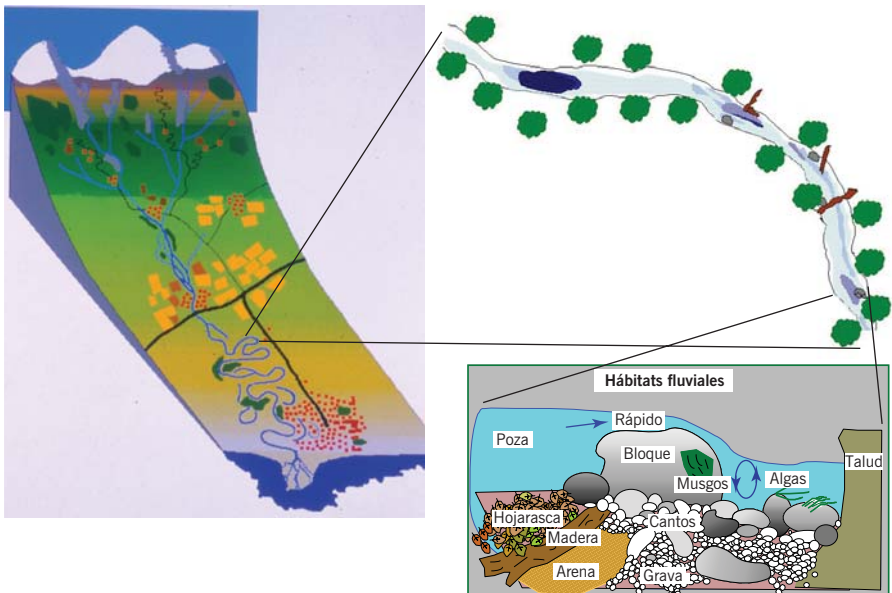 Hábitats fluviales
Rápido
Poza
Bloque
Talud
Musgos
Algas
Hojarasca
Cantos
Madera
Arena
Grava